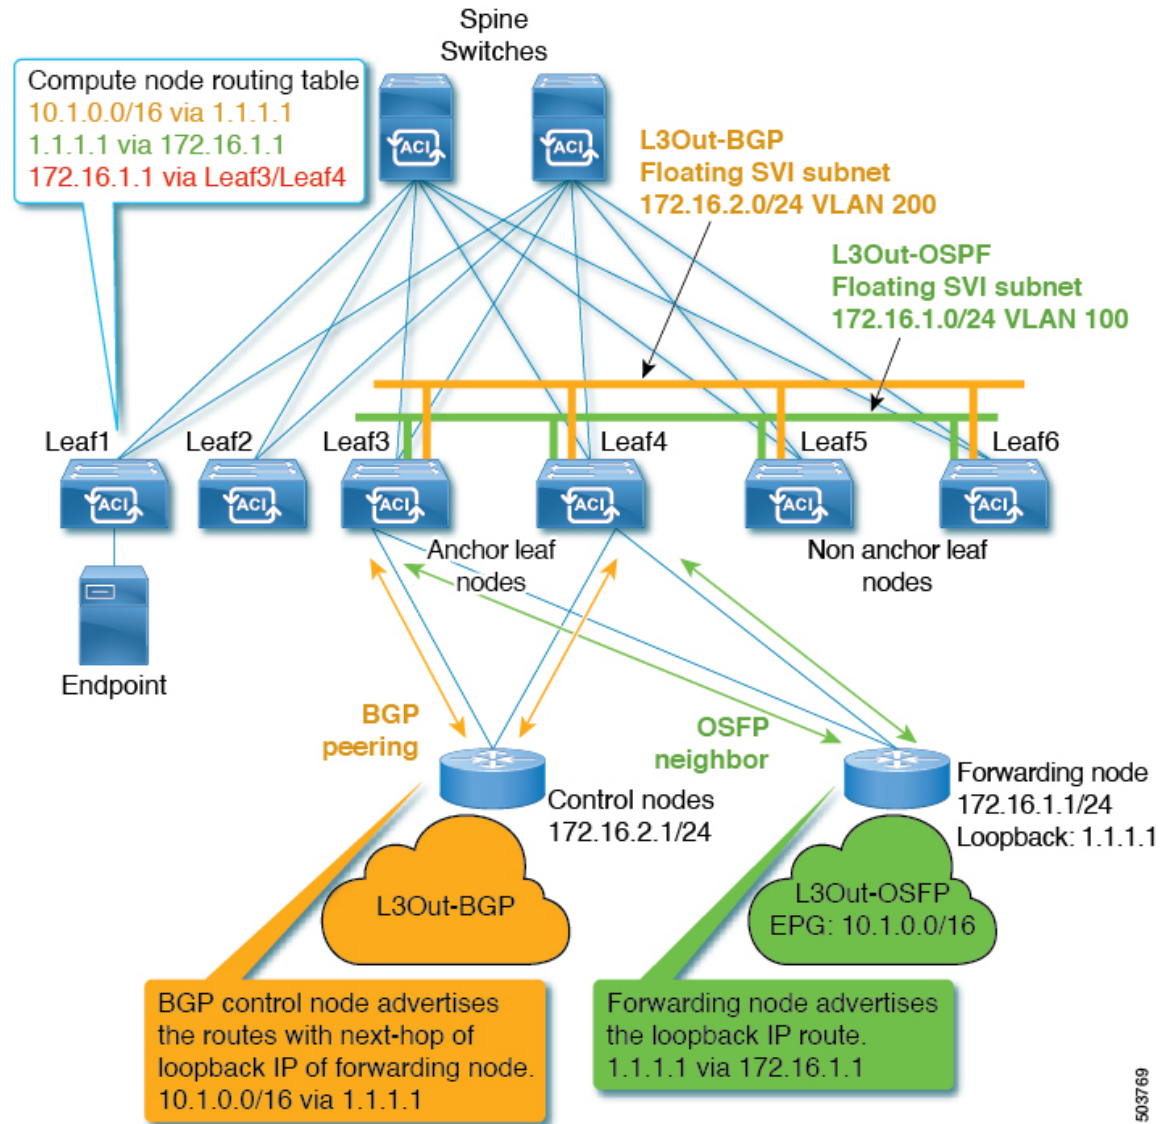 Spine
Switches
Compute node routing table
10.1.0.0/16 via 1.1.1.1
1.1.1.1 via 172.16.1.1
172.16.1.1 via Leaf3/Leaf4
ACI
ACI
L3Out-BGP
Floating SVI subnet
172.16.2.0/24 VLAN 200
L3Out-OSPF
Floating SVI subnet
172.16.1.0/24 VLAN 100
Leaf1
Leaf2
Leaf3
Leaf4
Leaf5
Leaf6
ACI
ACI
ACI
ACI
ACI
ACI
Anchor leaf
nodes
Non anchor leaf
nodes
Endpoint
BGP
peering
OSFP
neighbor
Control nodes
172.16.2.1/24
Forwarding node
172.16.1.1/24
Loopback: 1.1.1.1
L3Out-BGP
L3Out-OSFP
EPG: 10.1.0.0/16
BGP control node advertises
the routes with next-hop of
loopback IP of forwarding node.
10.1.0.0/16 via 1.1.1.1
Forwarding node advertises
the loopback IP route.
1.1.1.1 via 172.16.1.1
503769